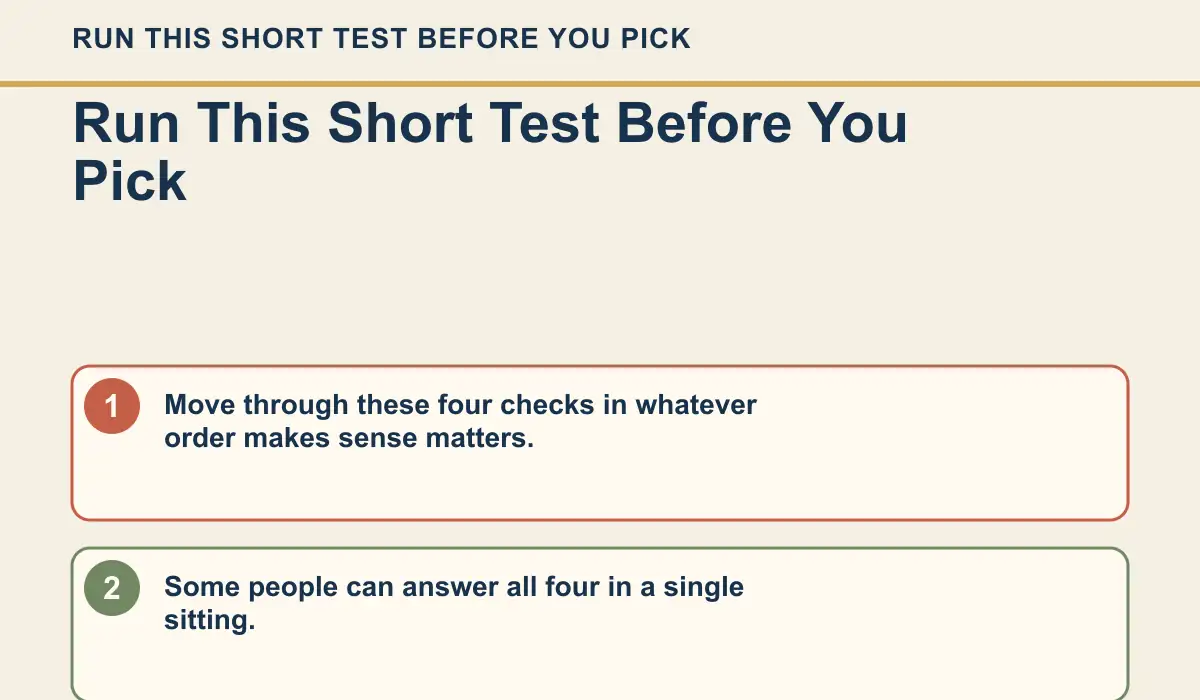 RUN THIS SHORT TEST BEFORE YOU PICK
Run This Short Test Before You
Pick
1
Move through these four checks in whatever
order makes sense matters.
2
Some people can answer all four in a single
sitting.